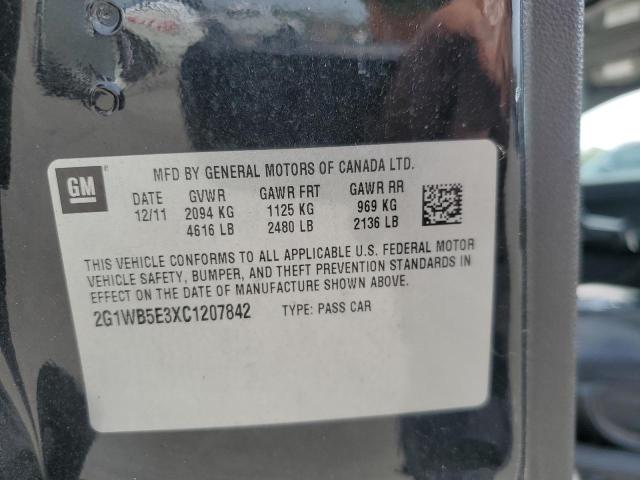 MFD BY GENERAL MOTORS OF CANADA LTD.
GM
DATE GVWR GAWR FRT GAWR RR
12/11 2094 KG 1125 KG 969 KG
4616 LB 2480 LB 2136 LB
THIS VEHICLE CONFORMS TO ALL APPLICABLE U.S. FEDERAL MOTOR
VEHICLE SAFETY, BUMPER, AND THEFT PREVENTION STANDARDS IN
EFFECT ON THE DATE OF MANUFACTURE SHOWN ABOVE.
2G1WB5E3XC1207842 TYPE: PASS CAR